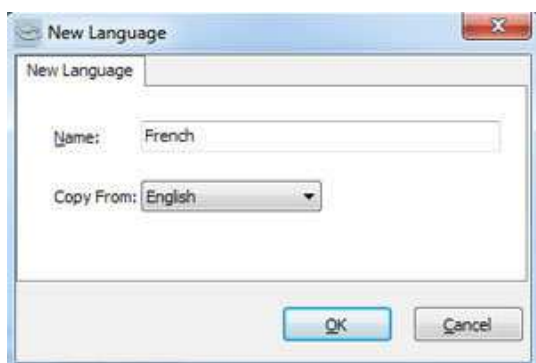 New Language
New Language
Name: French
Copy From: English
OK Cancel